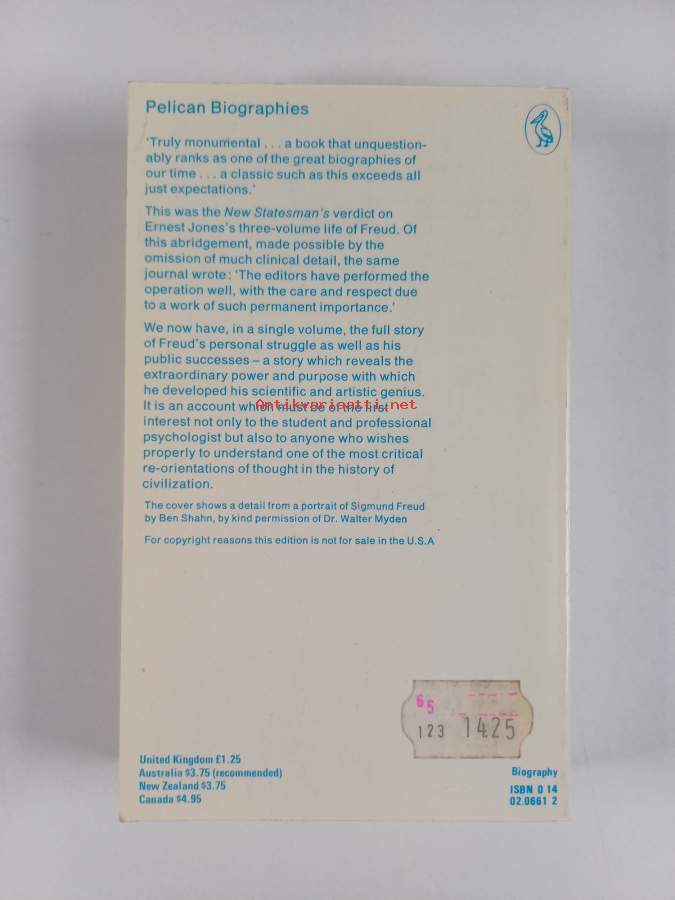 Pelican Biographies
‘Truly monumental . . . a book that unquestion-
ably ranks as one of the great biographies of
our time . . . a classic such as this exceeds all
just expectations.’
This was the New Statesman’s verdict on
Ernest Jones’s three-volume life of Freud. Of
this abridgement, made possible by the
omission of much clinical detail, the same
journal wrote: ‘The editors have performed the
operation well, with the care and respect due
to a work of such permanent importance.’
We now have, in a single volume, the full story
of Freud’s personal struggle as well as his
public successes – a story which reveals the
extraordinary power and purpose with which
he developed his scientific and artistic genius.
It is an account which must be of the first
Antikvariaatti.net
interest not only to the student and professional
psychologist but also to anyone who wishes
properly to understand one of the most critical
re-orientations of thought in the history of
civilization.
The cover shows a detail from a portrait of Sigmund Freud
by Ben Shahn, by kind permission of Dr. Walter Myden
For copyright reasons this edition is not for sale in the U.S.A
65
123 1425
United Kingdom £1.25
Australia $3.75 (recommended)
New Zealand $3.75
Canada $4.95
Biography
ISBN 0 14
02.0661 2